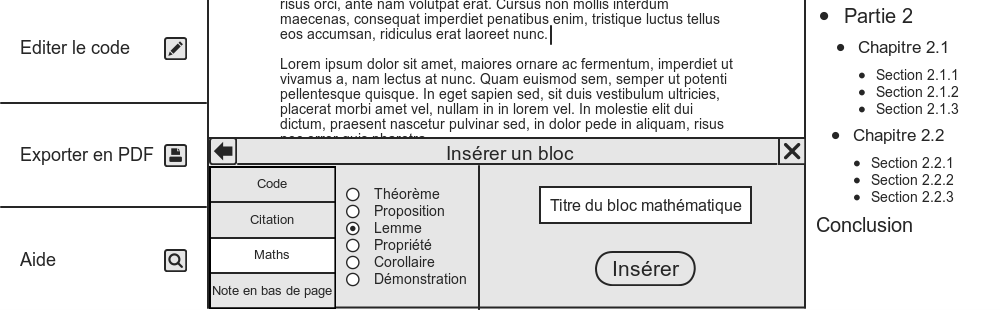 Editer le code
Exporter en PDF
Aide
risus orci, ante nam volutpat erat. Cursus non mollis interdum
maecenas, consequat imperdiet penatibus enim, tristique luctus tellus
eos accumsan, ridiculus erat laoreet nunc.
Lorem ipsum dolor sit amet, maiores ornare ac fermentum, imperdiet ut
vivamus a, nam lectus at nunc. Quam euismod sem, semper ut potenti
pellentesque quisque. In eget sapien sed, sit duis vestibulum ultricies,
placerat morbi amet vel, nullam in in lorem vel. In molestie elit dui
dictum, praesent nascetur pulvinar sed, in dolor pede in aliquam, risus
Insérer un bloc
Code
Citation
Maths
Note en bas de page
Théorème
Proposition
Lemme
Propriété
Corollaire
Démonstration
Titre du bloc mathématique
Insérer
Partie 2
Chapitre 2.1
Section 2.1.1
Section 2.1.2
Section 2.1.3
Chapitre 2.2
Section 2.2.1
Section 2.2.2
Section 2.2.3
Conclusion